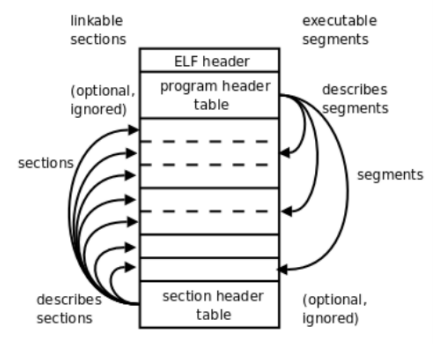 linkable
sections
executable
segments
ELF header
program header
table
(optional,
ignored)
describes
segments
sections
segments
describes
sections
section header
table
(optional,
ignored)